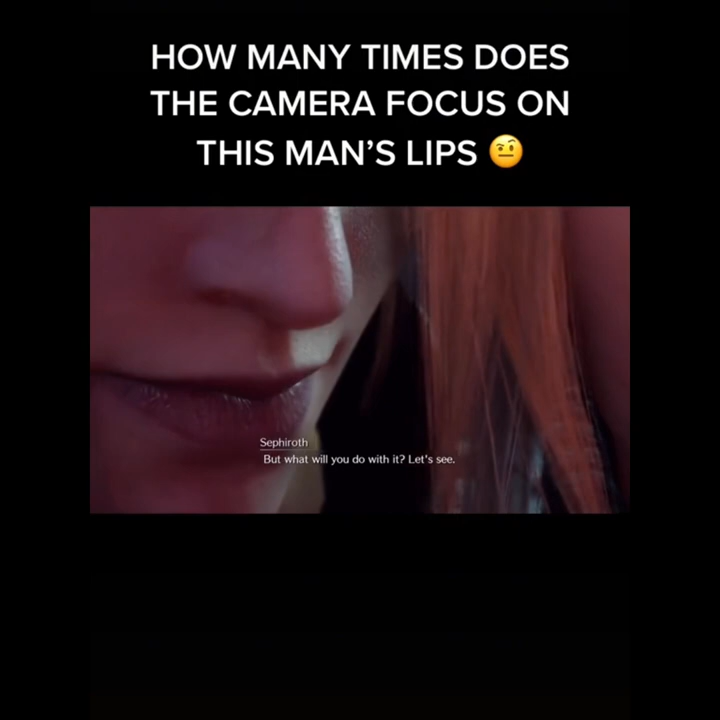 HOW MANY TIMES DOES
THE CAMERA FOCUS ON
THIS MAN’S LIPS 🤨
Sephiroth
But what will you do with it? Let's see.